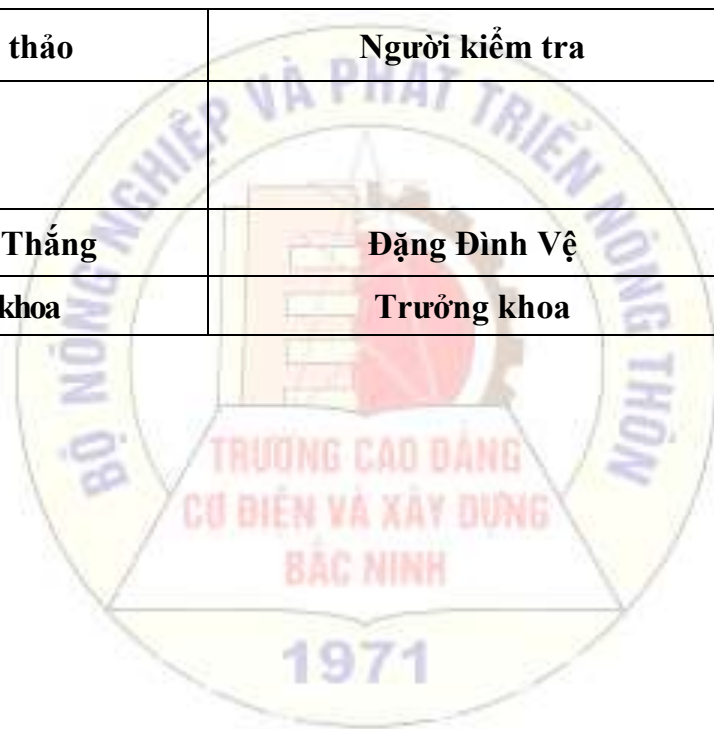 thảo Người kiểm tra
Thắng Đặng Đình Vệ
khoa Trưởng khoa
BỘ NÔNG NGHIỆP VÀ PHÁT TRIỂN NÔNG THÔN
TRƯỜNG CAO ĐẲNG
CƠ ĐIỆN VÀ XÂY DỰNG
BẮC NINH
1971